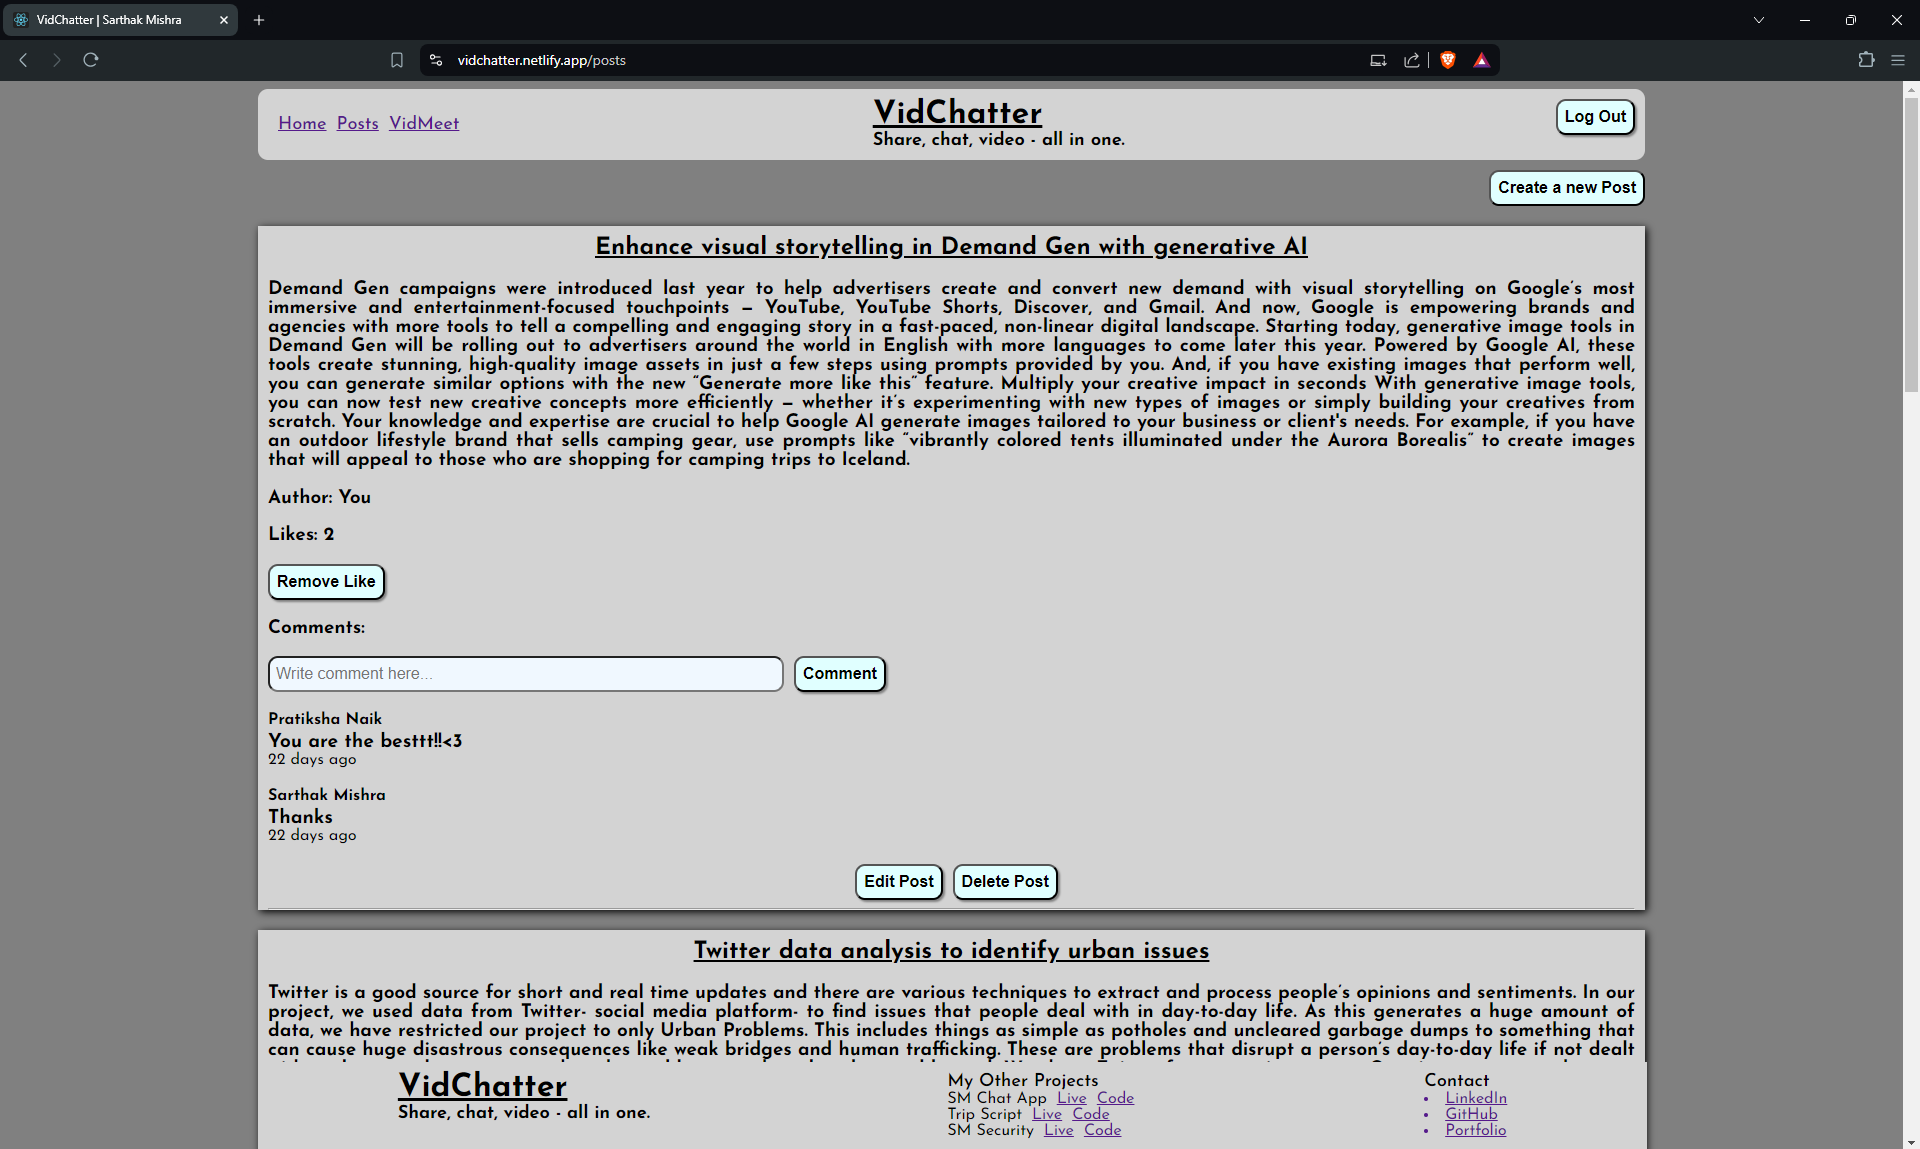 VidChatter | Sarthak Mishra
vidchatter.netlify.app/posts
Home Posts VidMeet
VidChatter
Share, chat, video - all in one.
Log Out
Create a new Post
Enhance visual storytelling in Demand Gen with generative AI
Demand Gen campaigns were introduced last year to help advertisers create and convert new demand with visual storytelling on Google’s most
immersive and entertainment-focused touchpoints — YouTube, YouTube Shorts, Discover, and Gmail. And now, Google is empowering brands and
agencies with more tools to tell a compelling and engaging story in a fast-paced, non-linear digital landscape. Starting today, generative image tools in
Demand Gen will be rolling out to advertisers around the world in English with more languages to come later this year. Powered by Google AI, these
tools create stunning, high-quality image assets in just a few steps using prompts provided by you. And, if you have existing images that perform well,
you can generate similar options with the new “Generate more like this” feature. Multiply your creative impact in seconds With generative image tools,
you can now test new creative concepts more efficiently — whether it’s experimenting with new types of images or simply building your creatives from
scratch. Your knowledge and expertise are crucial to help Google AI generate images tailored to your business or client's needs. For example, if you have
an outdoor lifestyle brand that sells camping gear, use prompts like “vibrantly colored tents illuminated under the Aurora Borealis” to create images
that will appeal to those who are shopping for camping trips to Iceland.
Author: You
Likes: 2
Remove Like
Comments:
Write comment here...
Comment
Pratiksha Naik
You are the besttt!!<3
22 days ago
Sarthak Mishra
Thanks
22 days ago
Edit Post Delete Post
Twitter data analysis to identify urban issues
Twitter is a good source for short and real time updates and there are various techniques to extract and process people’s opinions and sentiments. In our
project, we used data from Twitter- social media platform- to find issues that people deal with in day-to-day life. As this generates a huge amount of
data, we have restricted our project to only Urban Problems. This includes things as simple as potholes and uncleared garbage dumps to something that
can cause huge disastrous consequences like weak bridges and human trafficking. These are problems that disrupt a person’s day-to-day life if not dealt
VidChatter
Share, chat, video - all in one.
My Other Projects
SM Chat App Live Code
Trip Script Live Code
SM Security Live Code
Contact
LinkedIn
GitHub
Portfolio